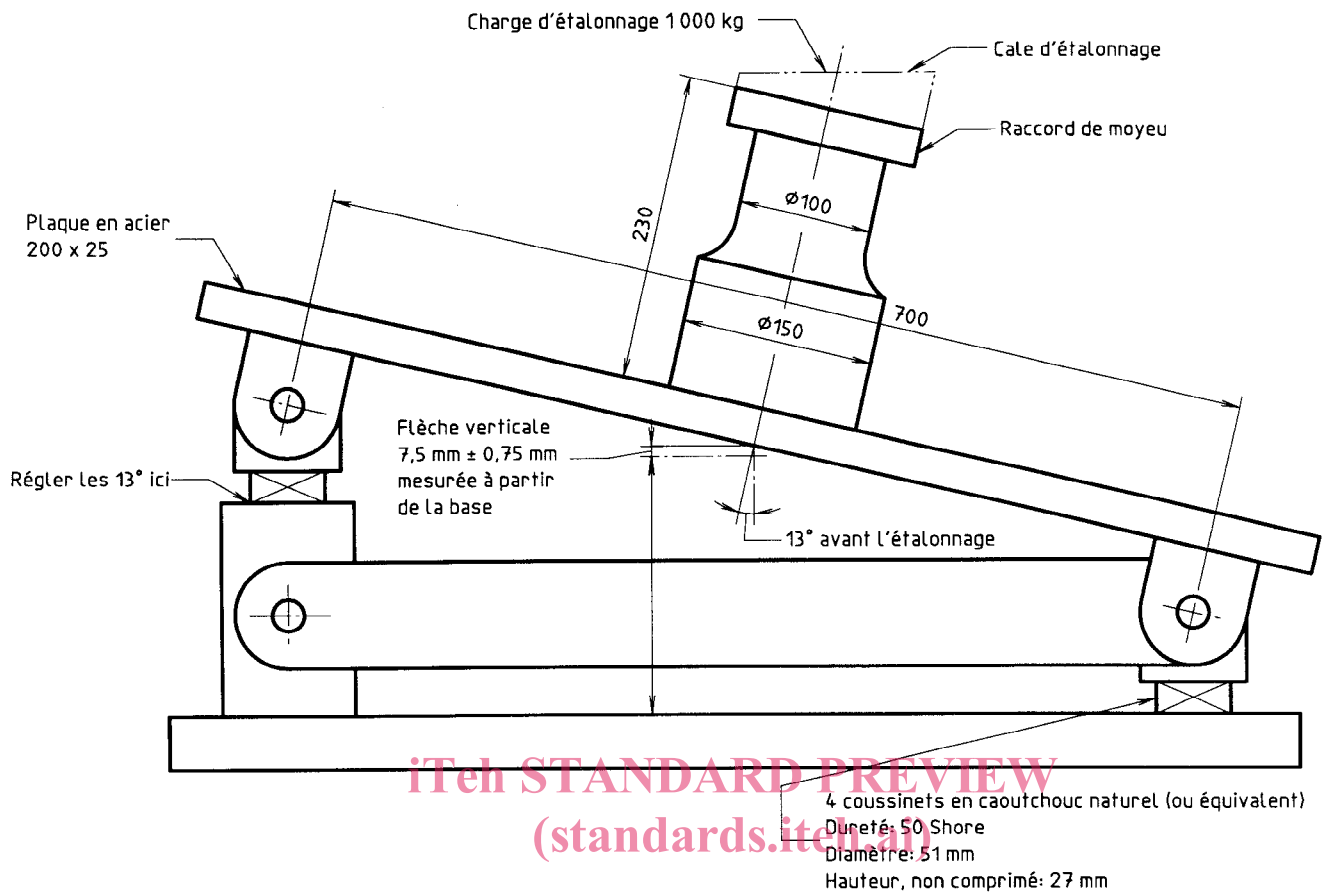 Charge d'étalonnage 1 000 kg
Cale d'étalonnage
Raccord de moyeu
Plaque en acier
200 x 25
230
Ø100
700
Ø150
Flèche verticale
7,5 mm ± 0,75 mm
mesurée à partir
de la base
Régler les 13° ici
13° avant l'étalonnage
iTeh STANDARD PREVIEW
(standards.iteh.ai)
4 coussinets en caoutchouc naturel (ou équivalent)
Dureté: 50 Shore
Diamètre: 51 mm
Hauteur, non comprimé: 27 mm